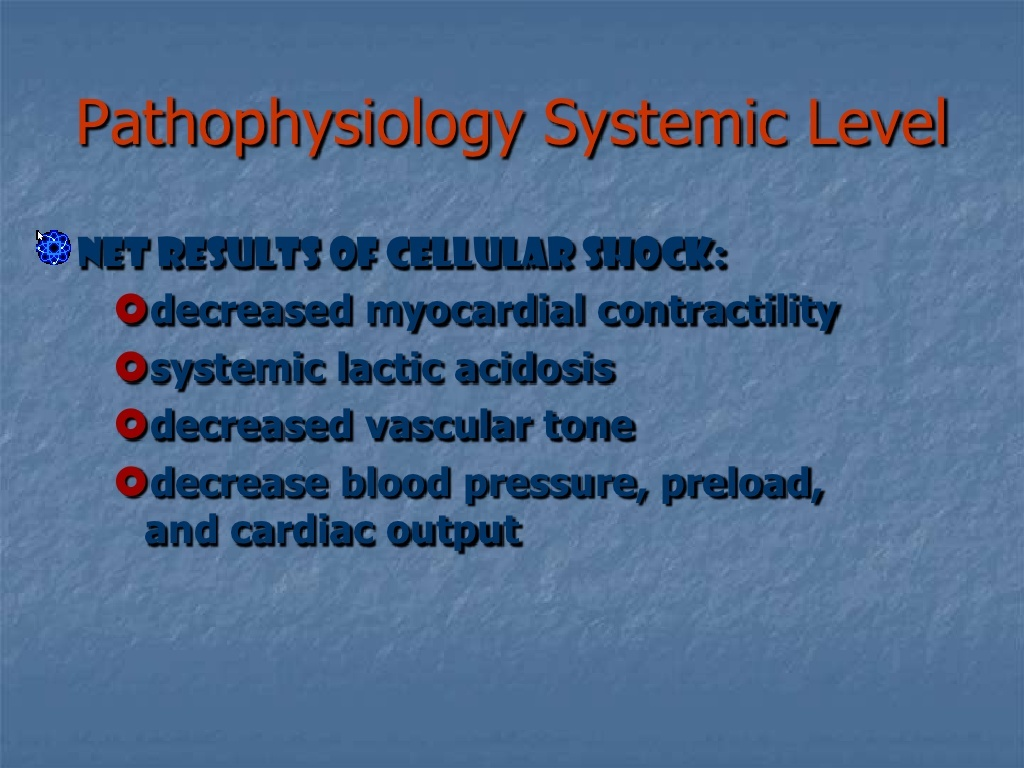 Pathophysiology Systemic Level
NET RESULTS OF CELLULAR SHOCK:
decreased myocardial contractility
systemic lactic acidosis
decreased vascular tone
decrease blood pressure, preload,
and cardiac output